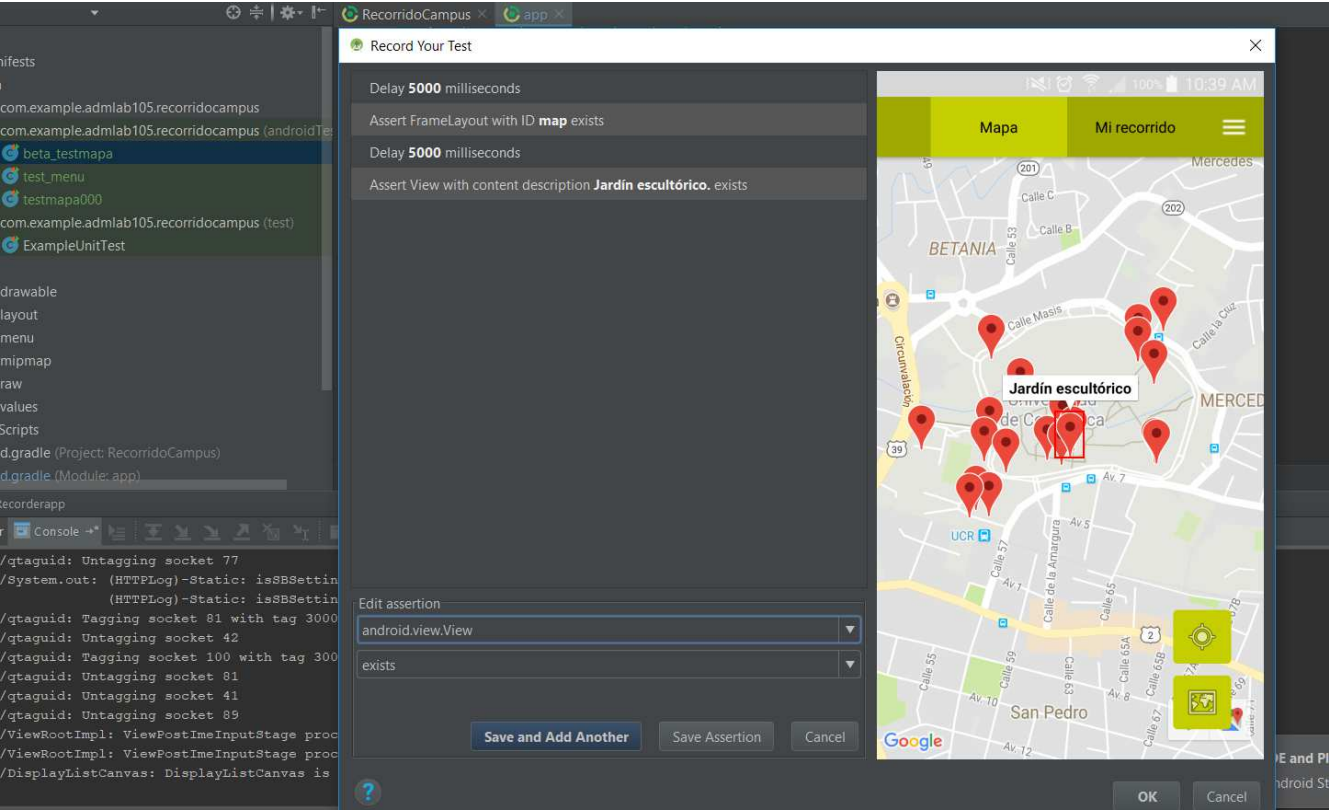 RecorridoCampus
app
Record Your Test
com.example.admlab105.recorridocampus
com.example.admlab105.recorridocampus (androidTe
beta_testmapa
test_menu
testmapa000
com.example.admlab105.recorridocampus (test)
ExampleUnitTest
drawable
layout
menu
mipmap
raw
values
Scripts
d.gradle (Project: RecorridoCampus)
d.gradle (Module: app)
Recorderapp
Console
/qtaguid: Untagging socket 77
/System.out: (HTTPLog)-Static: isSBSettin
(HTTPLog)-Static: isSBSettin
/qtaguid: Tagging socket 81 with tag 3000
/qtaguid: Untagging socket 42
/qtaguid: Tagging socket 100 with tag 300
/qtaguid: Untagging socket 81
/qtaguid: Untagging socket 41
/qtaguid: Untagging socket 89
/ViewRootImpl: ViewPostImeInputStage proc
/ViewRootImpl: ViewPostImeInputStage proc
/DisplayListCanvas: DisplayListCanvas is
Delay 5000 milliseconds
Assert FrameLayout with ID map exists
Delay 5000 milliseconds
Assert View with content description Jardín escultórico. exists
Edit assertion
android.view.View
exists
Save and Add Another
Save Assertion
Cancel
100% 10:39 AM
Mapa
Mi recorrido
Mercedes
201
Calle C
202
Calle 53
Calle B
BETANIA
Calle Masis
Calle la Cruz
Circunvalación
Jardín escultórico
MERCED
de C
ca
39
Av. 7
UCR
Av 5
Calle 57
Calle de la Amargura
Av. 1
Calle 65
2
Calle 55
Calle 59
Calle 63
Calle 65A
Calle 65B
Av. 10
Av. 8
San Pedro
Calle 67
Google
Av. 12
OK
Cancel